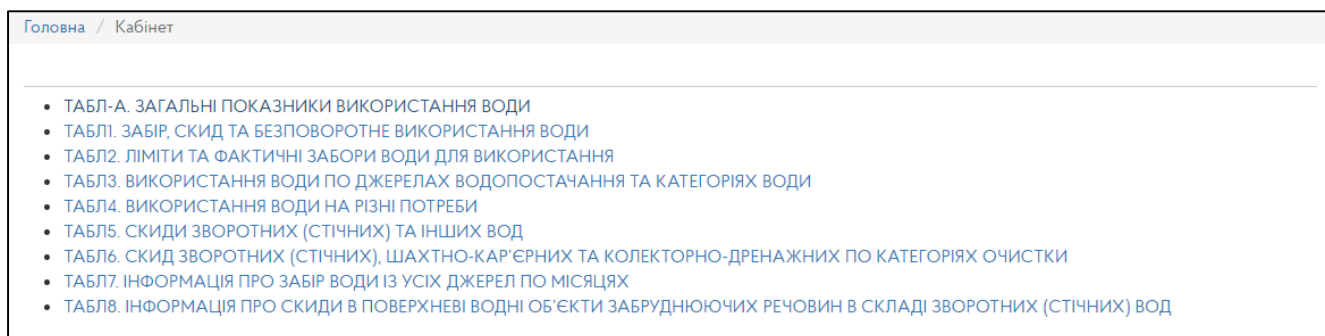 Головна / Кабінет
• ТАБЛ-А. ЗАГАЛЬНІ ПОКАЗНИКИ ВИКОРИСТАННЯ ВОДИ
• ТАБЛ1. ЗАБІР, СКИД ТА БЕЗПОВОРОТНЕ ВИКОРИСТАННЯ ВОДИ
• ТАБЛ2. ЛІМІТИ ТА ФАКТИЧНІ ЗАБОРИ ВОДИ ДЛЯ ВИКОРИСТАННЯ
• ТАБЛ3. ВИКОРИСТАННЯ ВОДИ ПО ДЖЕРЕЛАХ ВОДОПОСТАЧАННЯ ТА КАТЕГОРІЯХ ВОДИ
• ТАБЛ4. ВИКОРИСТАННЯ ВОДИ НА РІЗНІ ПОТРЕБИ
• ТАБЛ5. СКИДИ ЗВОРОТНИХ (СТІЧНИХ) ТА ІНШИХ ВОД
• ТАБЛ6. СКИД ЗВОРОТНИХ (СТІЧНИХ), ШАХТНО-КАР'ЄРНИХ ТА КОЛЕКТОРНО-ДРЕНАЖНИХ ПО КАТЕГОРІЯХ ОЧИСТКИ
• ТАБЛ7. ІНФОРМАЦІЯ ПРО ЗАБІР ВОДИ ІЗ УСІХ ДЖЕРЕЛ ПО МІСЯЦЯХ
• ТАБЛ8. ІНФОРМАЦІЯ ПРО СКИДИ В ПОВЕРХНЕВІ ВОДНІ ОБ'ЄКТИ ЗАБРУДНЮЮЧИХ РЕЧОВИН В СКЛАДІ ЗВОРОТНИХ (СТІЧНИХ) ВОД